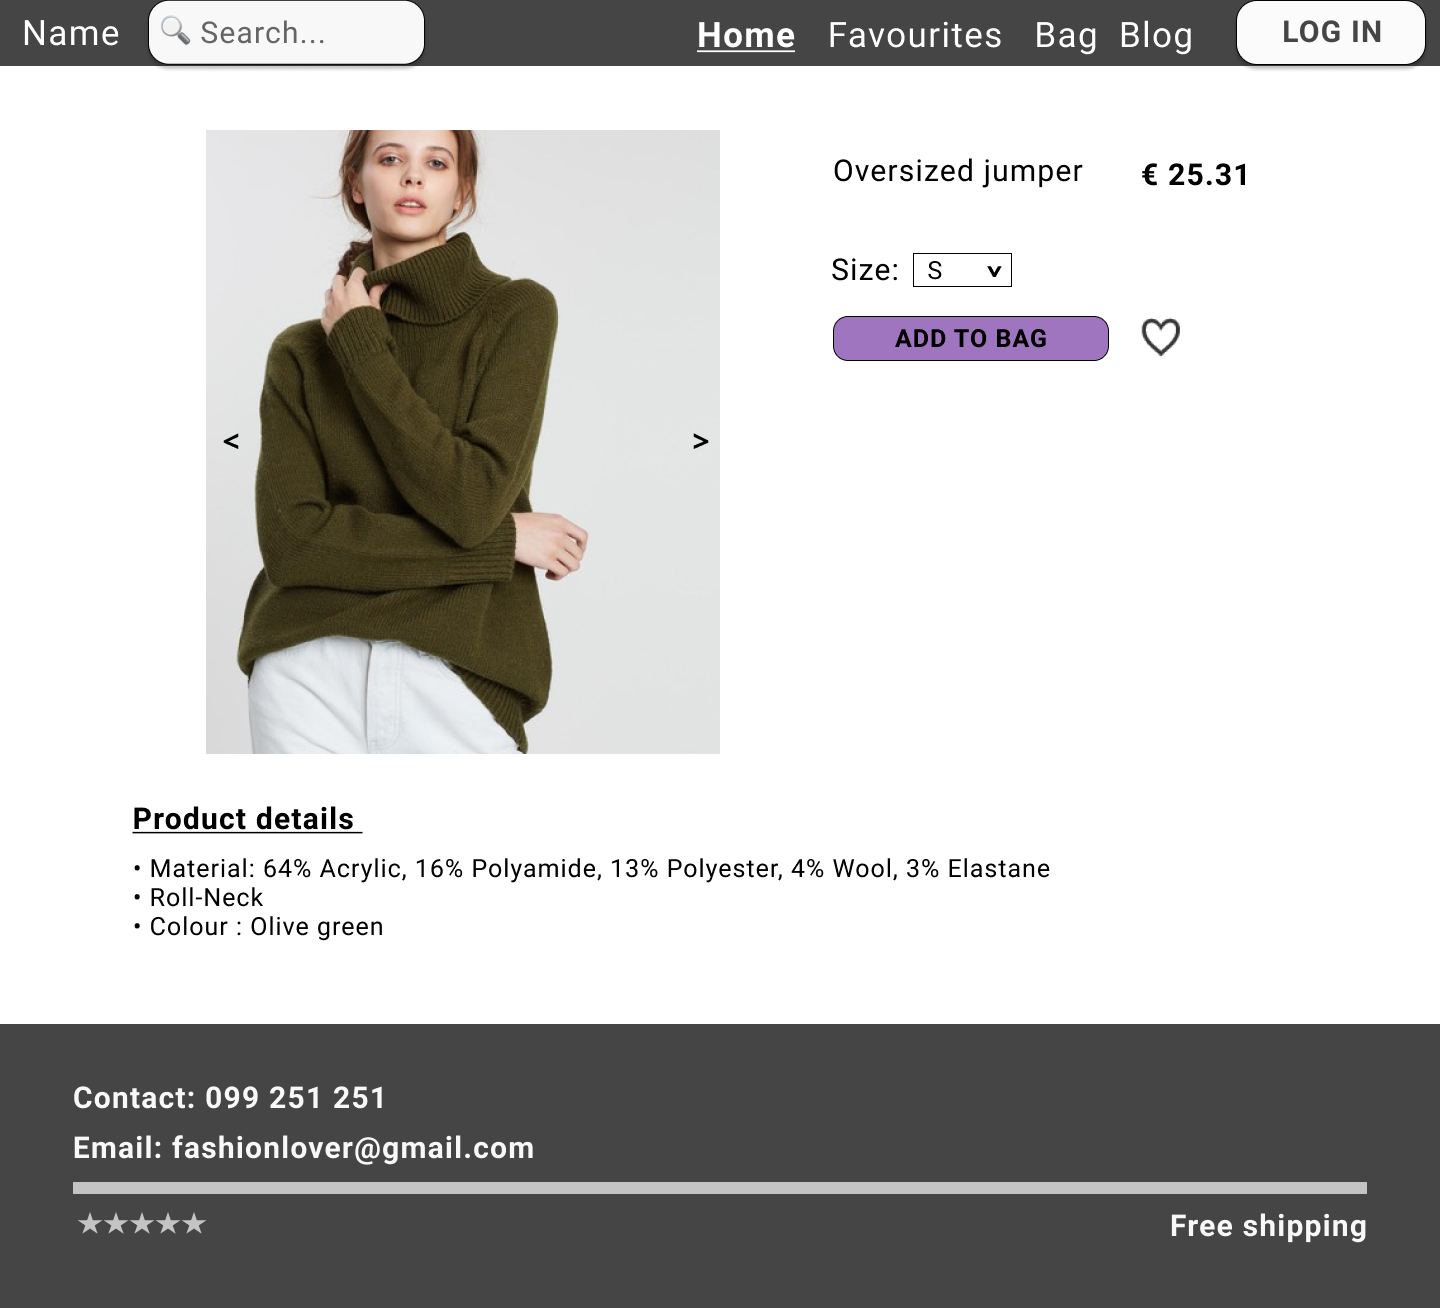 Name
Search...
Home Favourites Bag Blog
LOG IN
Oversized jumper € 25.31
Size: S
ADD TO BAG
< >
Product details
• Material: 64% Acrylic, 16% Polyamide, 13% Polyester, 4% Wool, 3% Elastane
• Roll-Neck
• Colour : Olive green
Contact: 099 251 251
Email: fashionlover@gmail.com
★★★★★
Free shipping